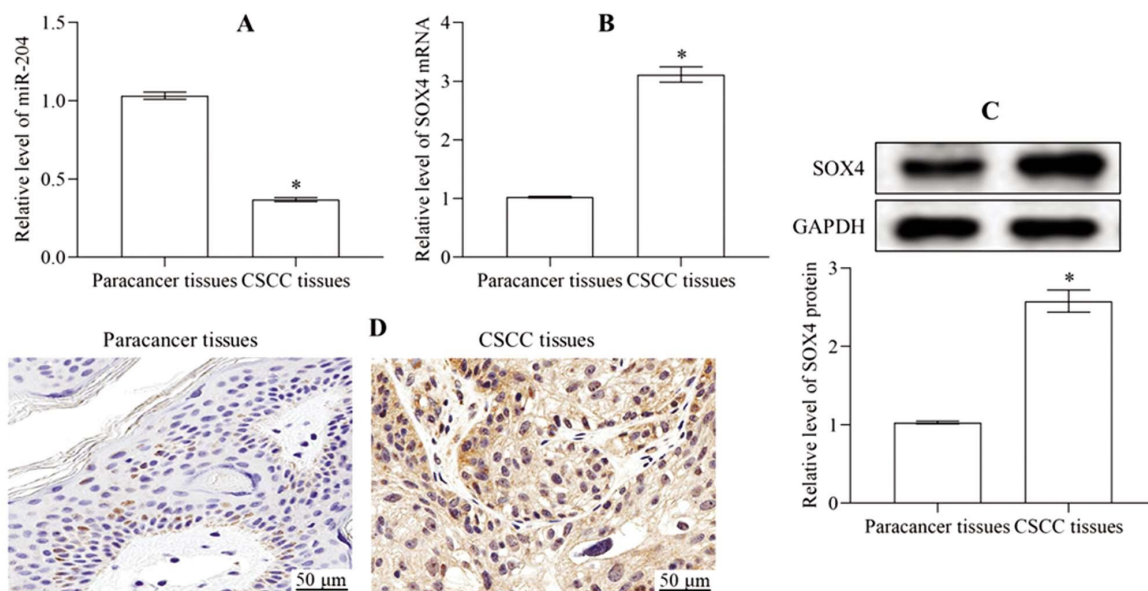 A
Relative level of miR-204
1.5
1.0
0.5
0.0
*
Paracancer tissues CSCC tissues
B
Relative level of SOX4 mRNA
4
3
2
1
0
*
Paracancer tissues CSCC tissues
C
SOX4
GAPDH
Relative level of SOX4 protein
3
2
1
0
*
Paracancer tissues CSCC tissues
D
Paracancer tissues
CSCC tissues
50 μm
50 μm